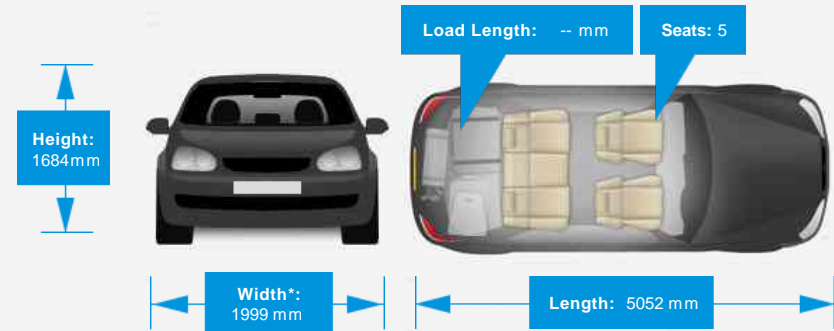 Load Length: -- mm
Seats: 5
Height:
1684mm
Width*:
1999 mm
Length: 5052 mm